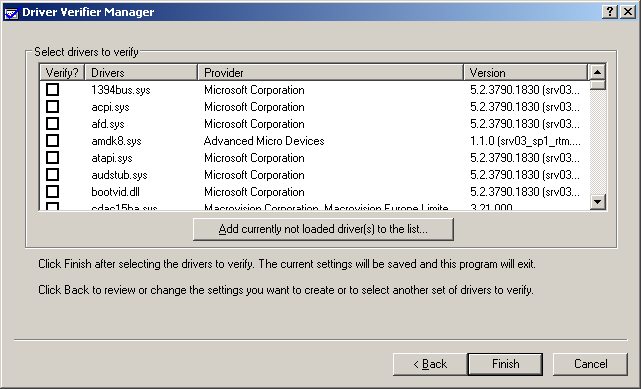 Driver Verifier Manager
Select drivers to verify
Verify? Drivers Provider Version
1394bus.sys Microsoft Corporation 5.2.3790.1830 (srv03...
acpi.sys Microsoft Corporation 5.2.3790.1830 (srv03...
afd.sys Microsoft Corporation 5.2.3790.1830 (srv03...
amdk8.sys Advanced Micro Devices 1.1.0 (srv03_sp1_rtm....
atapi.sys Microsoft Corporation 5.2.3790.1830 (srv03...
audstub.sys Microsoft Corporation 5.2.3790.1830 (srv03...
bootvid.dll Microsoft Corporation 5.2.3790.1830 (srv03...
cdac15ba.sys Macrovision Corporation, Macrovision Europe Limite... 3.21.000
Add currently not loaded driver(s) to the list...
Click Finish after selecting the drivers to verify. The current settings will be saved and this program will exit.
Click Back to review or change the settings you want to create or to select another set of drivers to verify.
< Back Finish Cancel